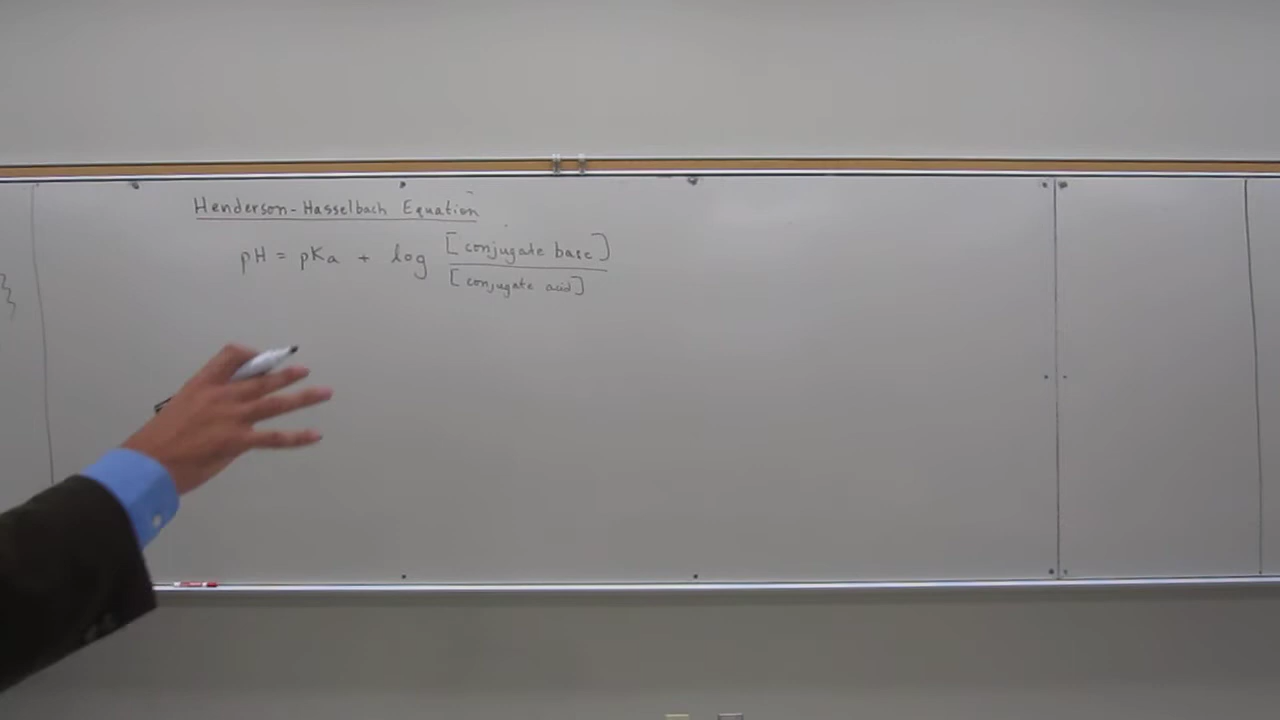 Henderson-Hasselbach Equation
pH = pKa + log [conjugate base]
[conjugate acid]